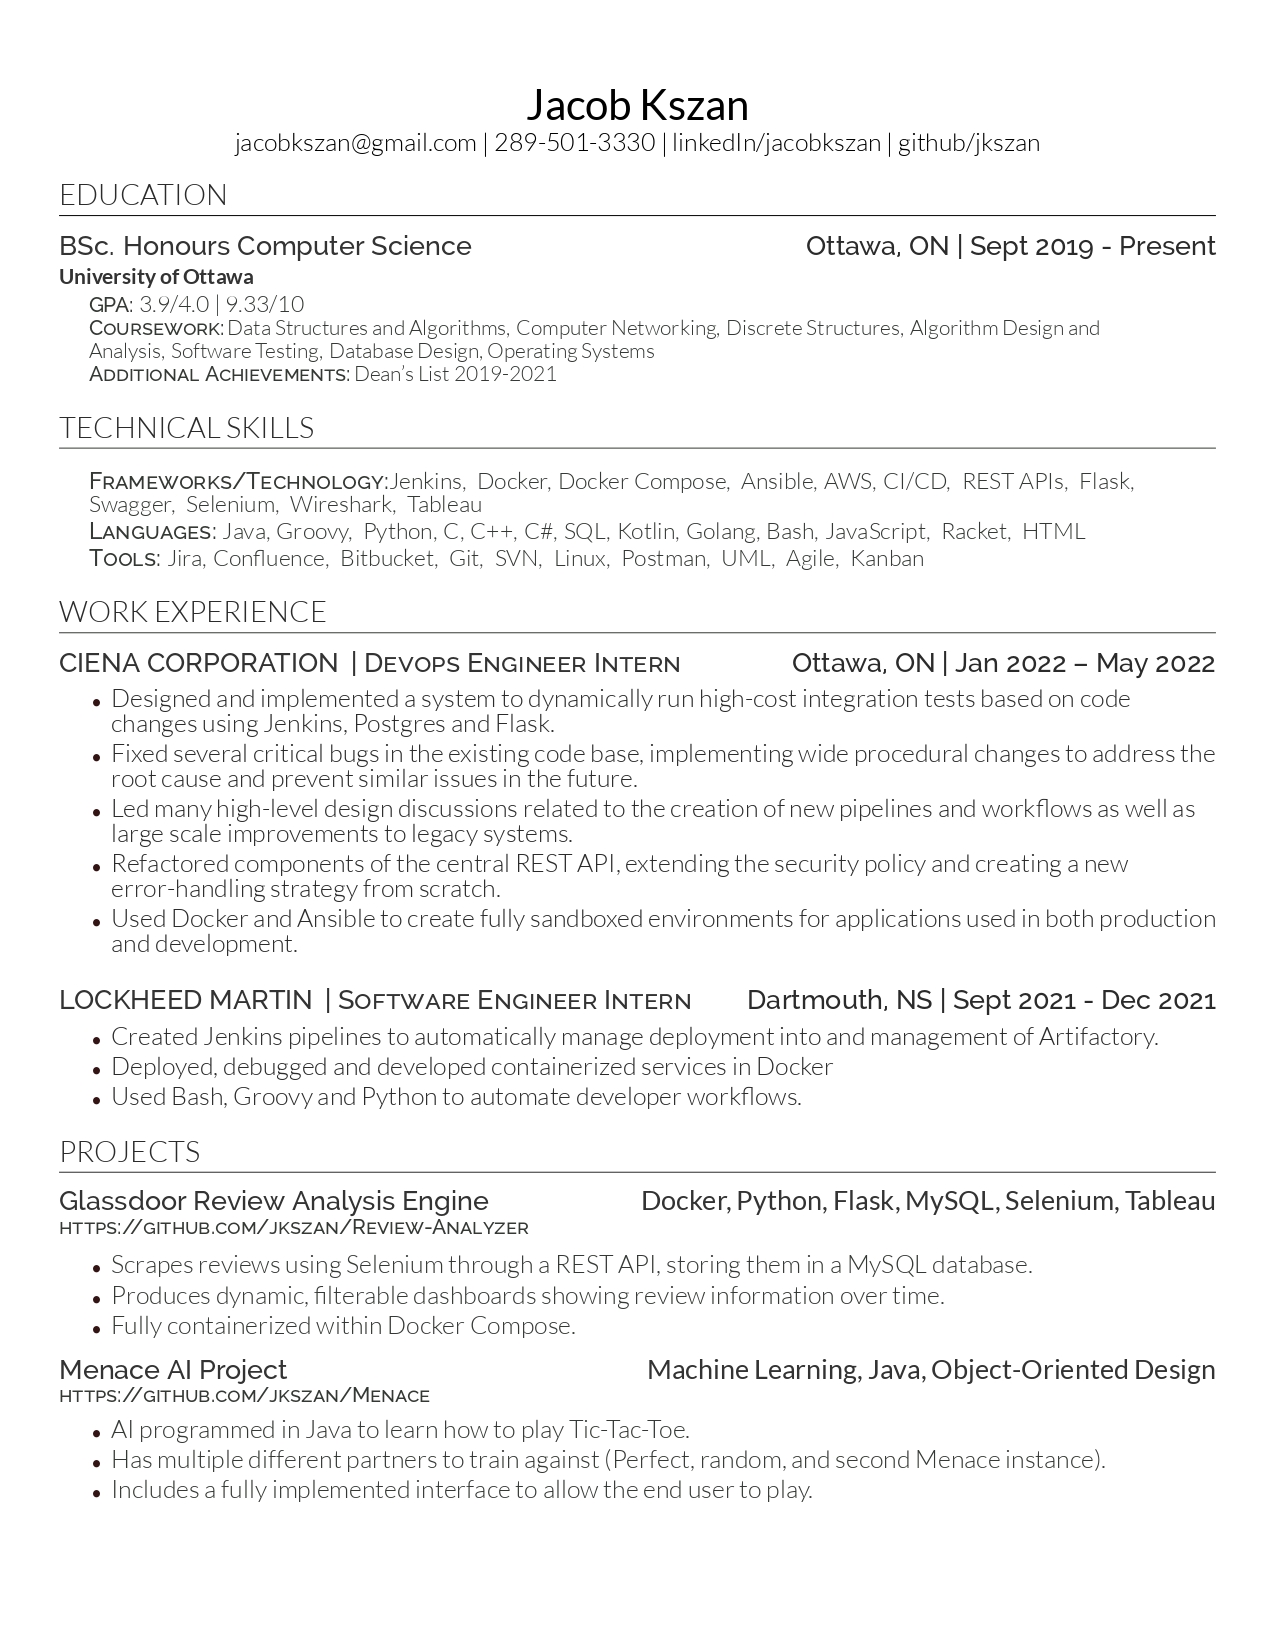 Jacob Kszan
jacobkszan@gmail.com | 289-501-3330 | linkedIn/jacobkszan | github/jkszan
EDUCATION
BSc. Honours Computer Science Ottawa, ON | Sept 2019 - Present
University of Ottawa
GPA: 3.9/4.0 | 9.33/10
Coursework: Data Structures and Algorithms, Computer Networking, Discrete Structures, Algorithm Design and
Analysis, Software Testing, Database Design, Operating Systems
Additional Achievements: Dean's List 2019-2021
TECHNICAL SKILLS
Frameworks/Technology:Jenkins, Docker, Docker Compose, Ansible, AWS, CI/CD, REST APIs, Flask,
Swagger, Selenium, Wireshark, Tableau
Languages: Java, Groovy, Python, C, C++, C#, SQL, Kotlin, Golang, Bash, JavaScript, Racket, HTML
Tools: Jira, Confluence, Bitbucket, Git, SVN, Linux, Postman, UML, Agile, Kanban
WORK EXPERIENCE
CIENA CORPORATION | Devops Engineer Intern Ottawa, ON | Jan 2022 – May 2022
• Designed and implemented a system to dynamically run high-cost integration tests based on code
changes using Jenkins, Postgres and Flask.
• Fixed several critical bugs in the existing code base, implementing wide procedural changes to address the
root cause and prevent similar issues in the future.
• Led many high-level design discussions related to the creation of new pipelines and workflows as well as
large scale improvements to legacy systems.
• Refactored components of the central REST API, extending the security policy and creating a new
error-handling strategy from scratch.
• Used Docker and Ansible to create fully sandboxed environments for applications used in both production
and development.
LOCKHEED MARTIN | Software Engineer Intern Dartmouth, NS | Sept 2021 - Dec 2021
• Created Jenkins pipelines to automatically manage deployment into and management of Artifactory.
• Deployed, debugged and developed containerized services in Docker
• Used Bash, Groovy and Python to automate developer workflows.
PROJECTS
Glassdoor Review Analysis Engine Docker, Python, Flask, MySQL, Selenium, Tableau
https://github.com/jkszan/Review-Analyzer
• Scrapes reviews using Selenium through a REST API, storing them in a MySQL database.
• Produces dynamic, filterable dashboards showing review information over time.
• Fully containerized within Docker Compose.
Menace AI Project Machine Learning, Java, Object-Oriented Design
https://github.com/jkszan/Menace
• AI programmed in Java to learn how to play Tic-Tac-Toe.
• Has multiple different partners to train against (Perfect, random, and second Menace instance).
• Includes a fully implemented interface to allow the end user to play.